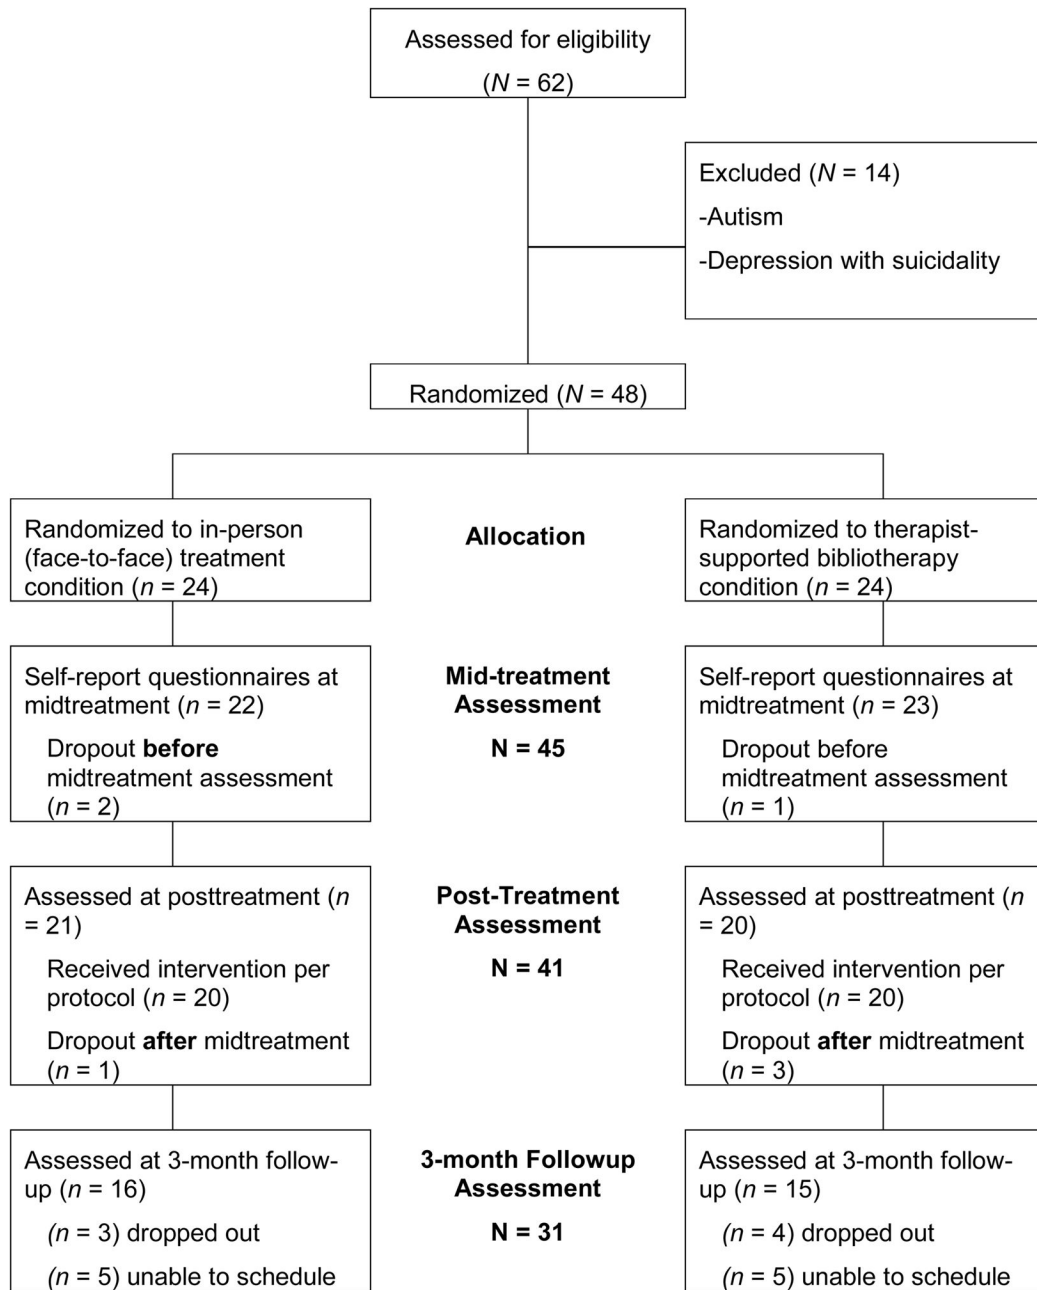 Assessed for eligibility
(N = 62)
Excluded (N = 14)
-Autism
-Depression with suicidality
Randomized (N = 48)
Randomized to in-person
(face-to-face) treatment
condition (n = 24)
Allocation
Randomized to therapist-
supported bibliotherapy
condition (n = 24)
Self-report questionnaires at
midtreatment (n = 22)
Dropout before
midtreatment assessment
(n = 2)
Mid-treatment
Assessment
N = 45
Self-report questionnaires at
midtreatment (n = 23)
Dropout before
midtreatment assessment
(n = 1)
Assessed at posttreatment (n
= 21)
Received intervention per
protocol (n = 20)
Dropout after midtreatment
(n = 1)
Post-Treatment
Assessment
N = 41
Assessed at posttreatment (n
= 20)
Received intervention per
protocol (n = 20)
Dropout after midtreatment
(n = 3)
Assessed at 3-month follow-
up (n = 16)
(n = 3) dropped out
(n = 5) unable to schedule
3-month Followup
Assessment
N = 31
Assessed at 3-month follow-
up (n = 15)
(n = 4) dropped out
(n = 5) unable to schedule